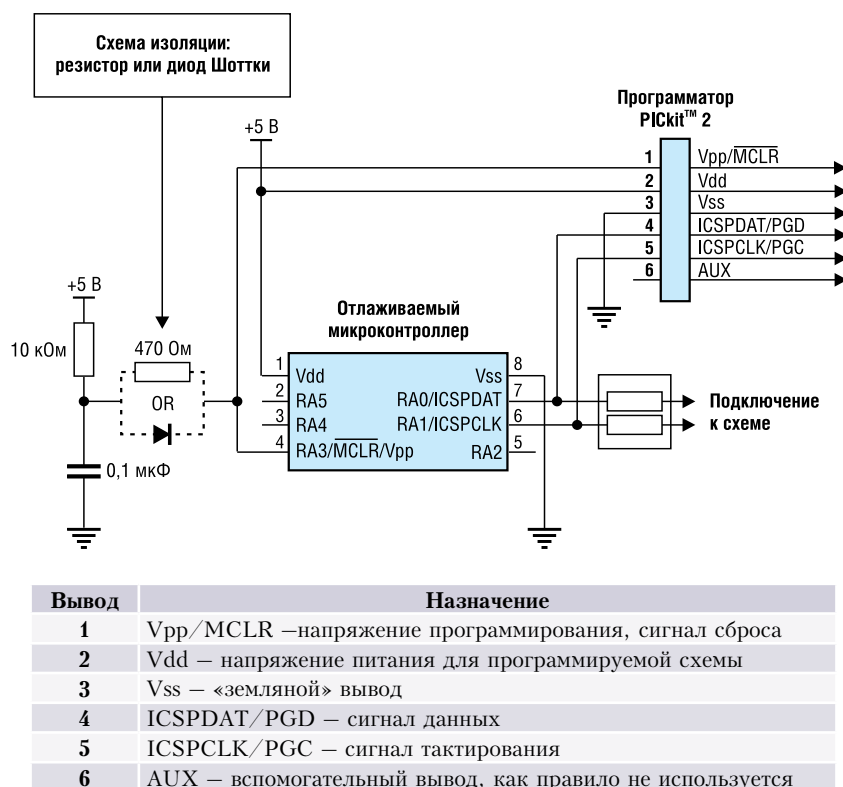 Схема изоляции:
резистор или диод Шоттки
Программатор
PICkit™ 2
+5 В
1 Vpp/MCLR
2 Vdd
3 Vss
4 ICSPDAT/PGD
5 ICSPCLK/PGC
6 AUX
+5 В
Отлаживаемый
микроконтроллер
10 кОм
470 Ом
OR
0,1 мкФ
1 Vdd
2 RA5
3 RA4
4 RA3/MCLR/Vpp
Vss 8
RA0/ICSPDAT 7
RA1/ICSPCLK 6
RA2 5
Подключение
к схеме
Вывод Назначение
1 Vpp/MCLR —напряжение программирования, сигнал сброса
2 Vdd — напряжение питания для программируемой схемы
3 Vss — «земляной» вывод
4 ICSPDAT/PGD — сигнал данных
5 ICSPCLK/PGC — сигнал тактирования
6 AUX — вспомогательный вывод, как правило не используется